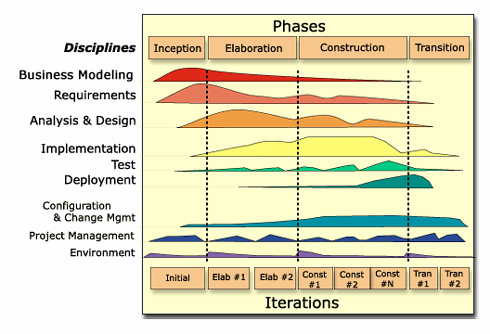 Phases
Disciplines
Inception
Elaboration
Construction
Transition
Business Modeling
Requirements
Analysis & Design
Implementation
Test
Deployment
Configuration
& Change Mgmt
Project Management
Environment
Initial
Elab #1
Elab #2
Const
#1
Const
#2
Const
#N
Tran
#1
Tran
#2
Iterations